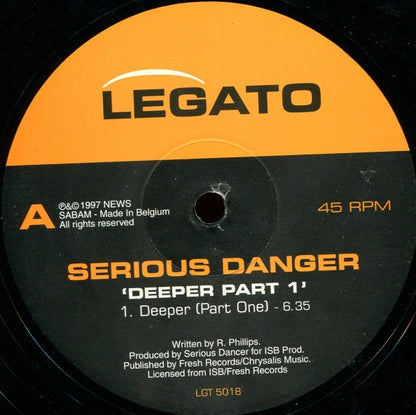 LEGATO
A
℗&© 1997 NEWS
SABAM - Made In Belgium
All rights reserved
45 RPM
SERIOUS DANGER
'DEEPER PART 1'
1. Deeper (Part One) - 6.35
Written by R. Phillips.
Produced by Serious Dancer for ISB Prod.
Published by Fresh Records/Chrysalis Music.
Licensed from ISB/Fresh Records
LGT 5018